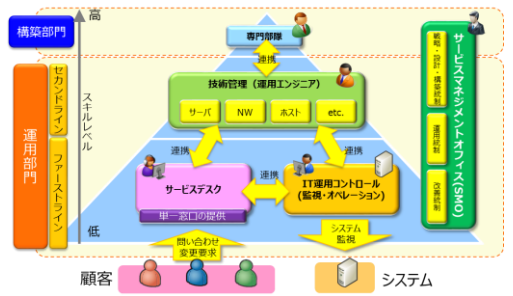 構築部門
高
専門部隊
連携
技術管理（運用エンジニア）
サーバ
NW
ホスト
etc.
運用部門
セカンドライン
ファーストライン
スキルレベル
連携
連携
サービスデスク
単一窓口の提供
連携
IT運用コントロール
(監視・オペレーション)
低
問い合わせ
変更要求
システム
監視
顧客
システム
サービスマネジメントオフィス(SMO)
戦略・設計・構築統制
運用統制
改善統制